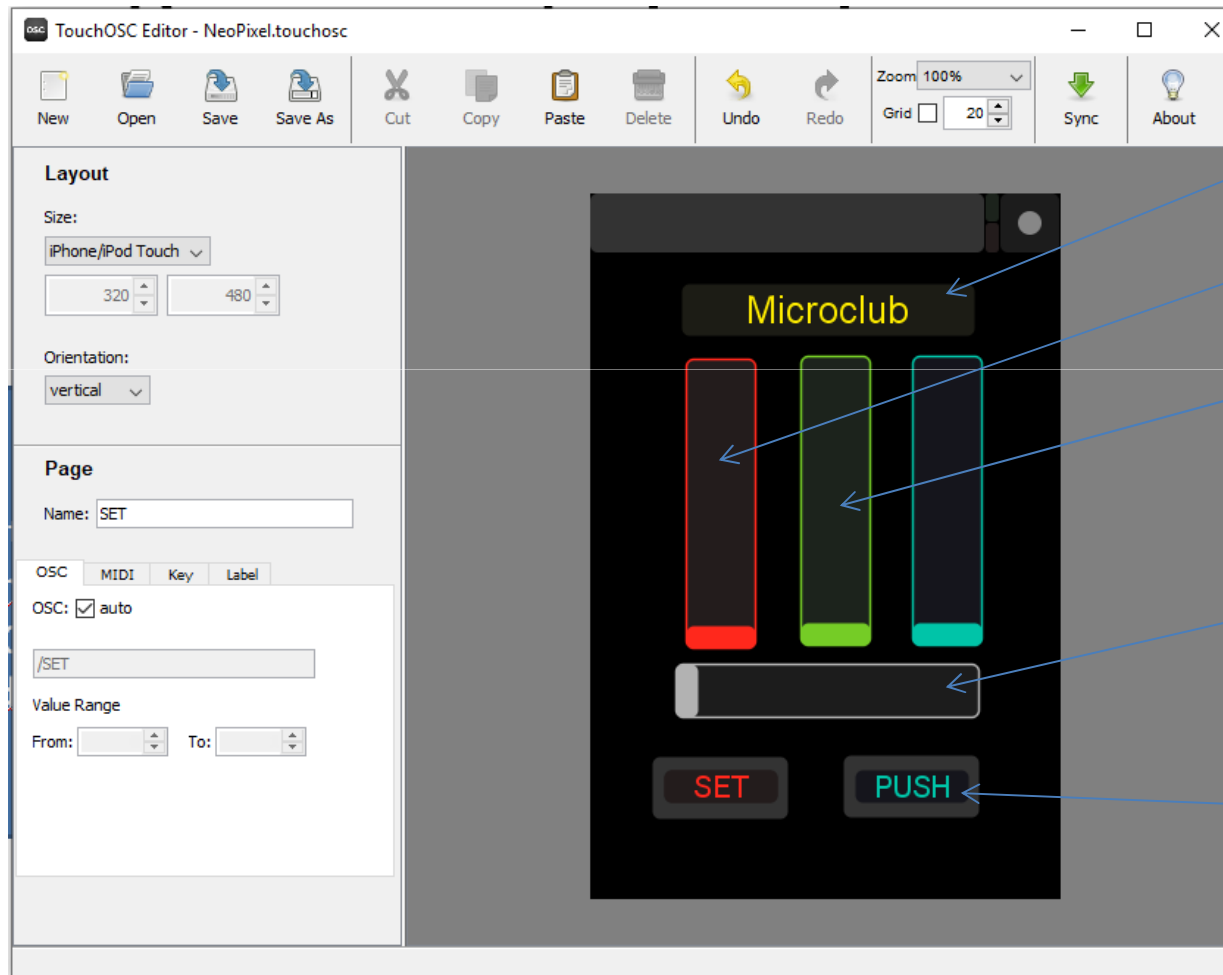 OSC TouchOSC Editor - NeoPixel.touchosc
New Open Save Save As Cut Copy Paste Delete Undo Redo Zoom 100% Grid 20 Sync About
Layout
Size:
iPhone/iPod Touch
320 480
Orientation:
vertical
Page
Name: SET
OSC MIDI Key Label
OSC: auto
/SET
Value Range
From: To:
Microclub
SET PUSH